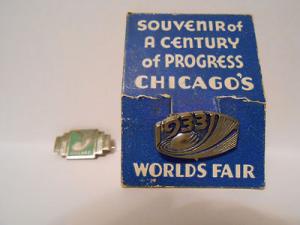 SOUVENIR of
A CENTURY
of PROGRESS
CHICAGO'S
1933
WORLDS FAIR